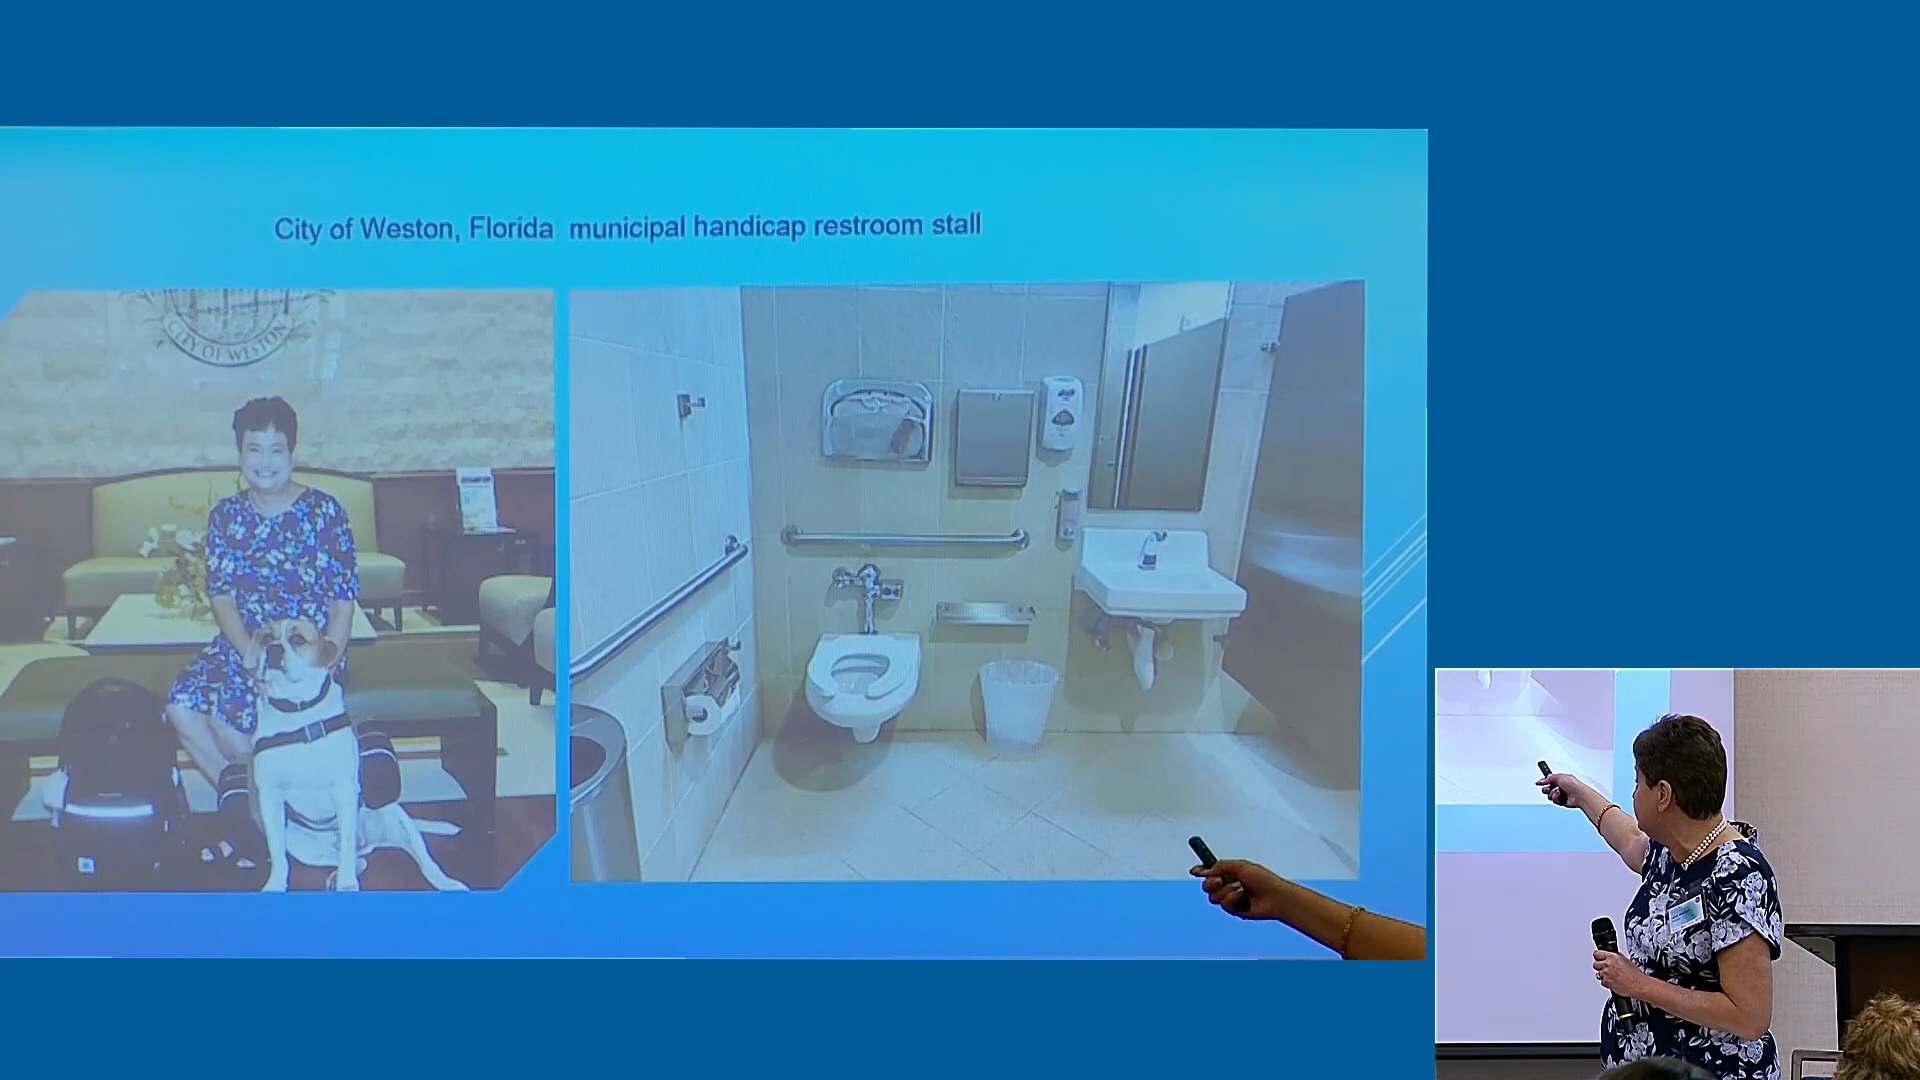 City of Weston, Florida municipal handicap restroom stall
CITY OF WESTON